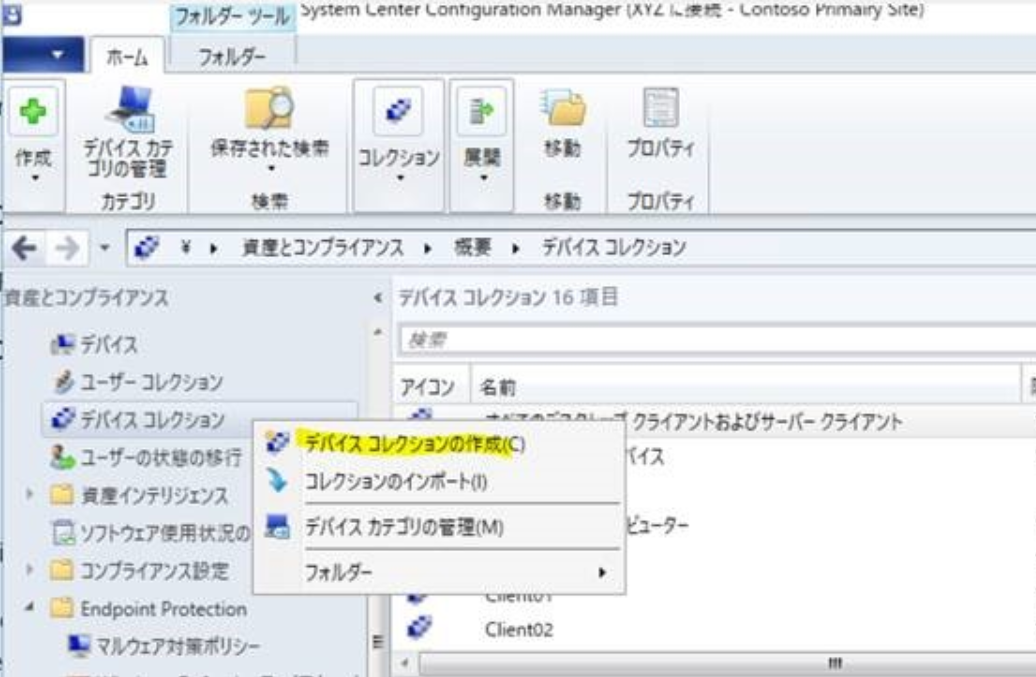 フォルダー ツール System Center Configuration Manager (XYZ に接続 - Contoso Primairy Site)
ホーム フォルダー
作成 デバイス カテゴリの管理 保存された検索 コレクション 展開 移動 プロパティ
カテゴリ 検索 移動 プロパティ
¥ ▸ 資産とコンプライアンス ▸ 概要 ▸ デバイス コレクション
資産とコンプライアンス
デバイス コレクション 16 項目
デバイス
検索
ユーザー コレクション
アイコン 名前
デバイス コレクション
クライアントおよびサーバー クライアント
デバイス コレクションの作成(C)
ユーザーの状態の移行
バイス
コレクションのインポート(I)
資産インテリジェンス
ソフトウェア使用状況の
デバイス カテゴリの管理(M)
ピューター
コンプライアンス設定
フォルダー
Client01
Endpoint Protection
Client02
マルウェア対策ポリシー